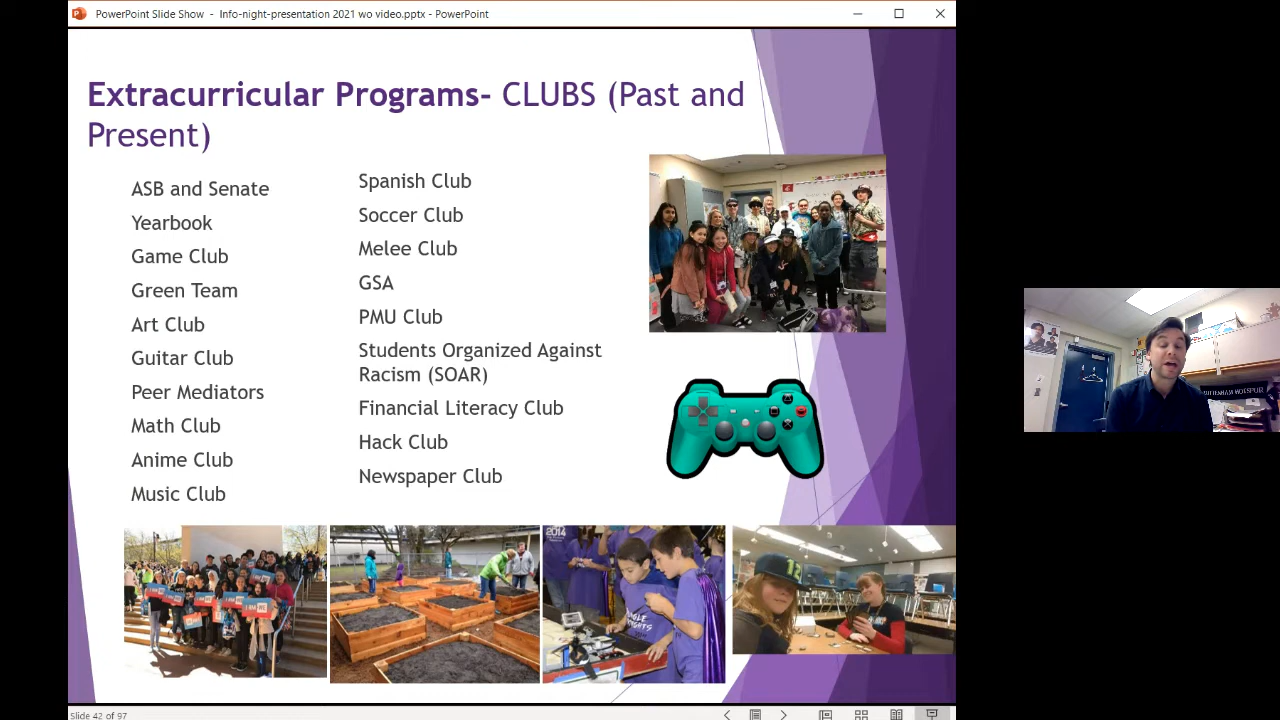 PowerPoint Slide Show - Info-night-presentation 2021 wo video.pptx - PowerPoint
Extracurricular Programs- CLUBS (Past and
Present)
ASB and Senate
Yearbook
Game Club
Green Team
Art Club
Guitar Club
Peer Mediators
Math Club
Anime Club
Music Club
Spanish Club
Soccer Club
Melee Club
GSA
PMU Club
Students Organized Against
Racism (SOAR)
Financial Literacy Club
Hack Club
Newspaper Club
2014
12
HOTSPUR
Slide 42 of 97